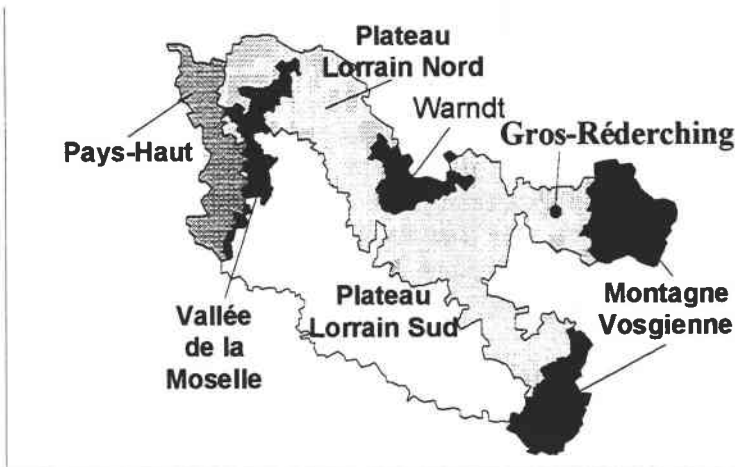 Plateau
Lorrain Nord
Warndt
Gros-Réderching
Pays-Haut
Plateau
Lorrain Sud
Montagne
Vosgienne
Vallée
de la
Moselle